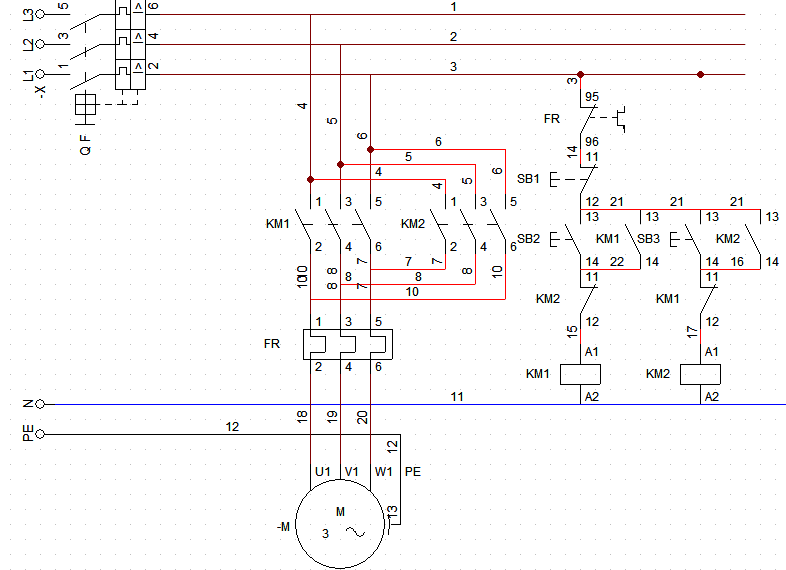 L3 5 6 1
L2 3 4 2
L1 1 2 3
-X
Q F
4 5 6
3
95
FR
96
14
11
SB1
12 21 21 21
6
5
4
4 5 6
1 3 5 1 3 5
KM1 KM2
2 4 6 2 4 6
13 13 13 13
SB2 KM1 SB3 KM2
14 22 14 14 16 14
7 7 7
8 8 8
10 10 10
8 7
10
11 11
KM2 KM1
12 12
15 17
1 3 5
FR
2 4 6
A1 A1
KM1 KM2
A2 A2
N 11
18 19 20
PE 12
12
U1 V1 W1 PE
13
-M
M
3